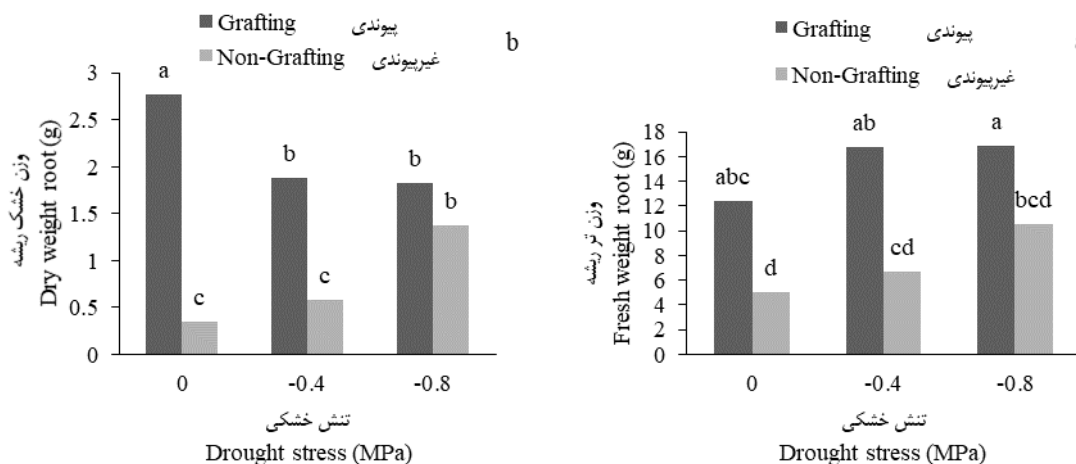 Grafting پیوندی
Non-Grafting غیرپیوندی
b
وزن خشک ریشه
Dry weight root (g)
3
2.5
2
1.5
1
0.5
0
a
c
b
c
b
b
0
-0.4
-0.8
تنش خشکی
Drought stress (MPa)
Grafting پیوندی
Non-Grafting غیرپیوندی
وزن تر ریشه
Fresh weight root (g)
18
16
14
12
10
8
6
4
2
0
abc
d
ab
cd
a
bcd
0
-0.4
-0.8
تنش خشکی
Drought stress (MPa)